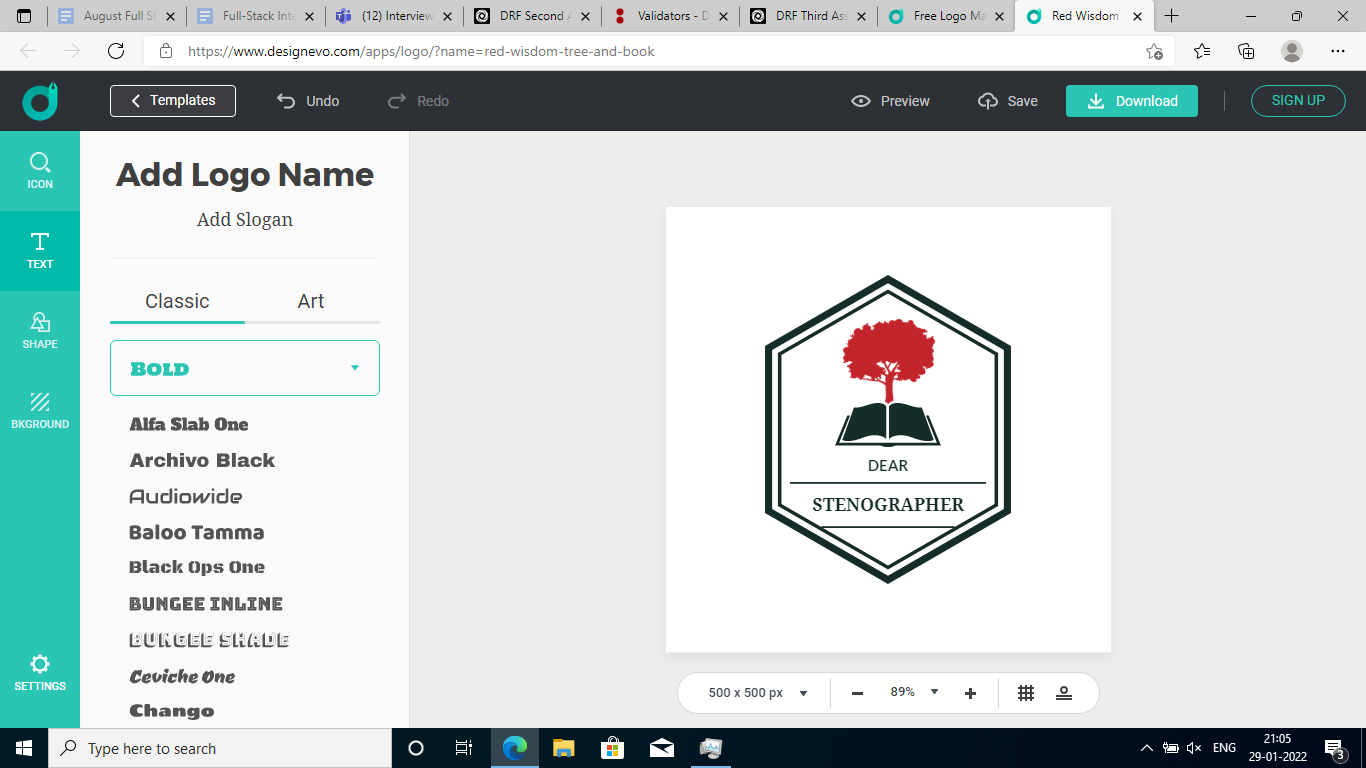 August Full St
Full-Stack Inte
(12) Interview
DRF Second A
Validators - D
DRF Third Ass
Free Logo Ma
Red Wisdom T
https://www.designevo.com/apps/logo/?name=red-wisdom-tree-and-book
Templates
Undo
Redo
Preview
Save
Download
SIGN UP
ICON
TEXT
SHAPE
BKGROUND
SETTINGS
Add Logo Name
Add Slogan
Classic
Art
BOLD
Alfa Slab One
Archivo Black
Audiowide
Baloo Tamma
Black Ops One
BUNGEE INLINE
BUNGEE SHADE
Ceviche One
Chango
DEAR
STENOGRAPHER
500 x 500 px
89%
Type here to search
ENG
21:05
29-01-2022
3